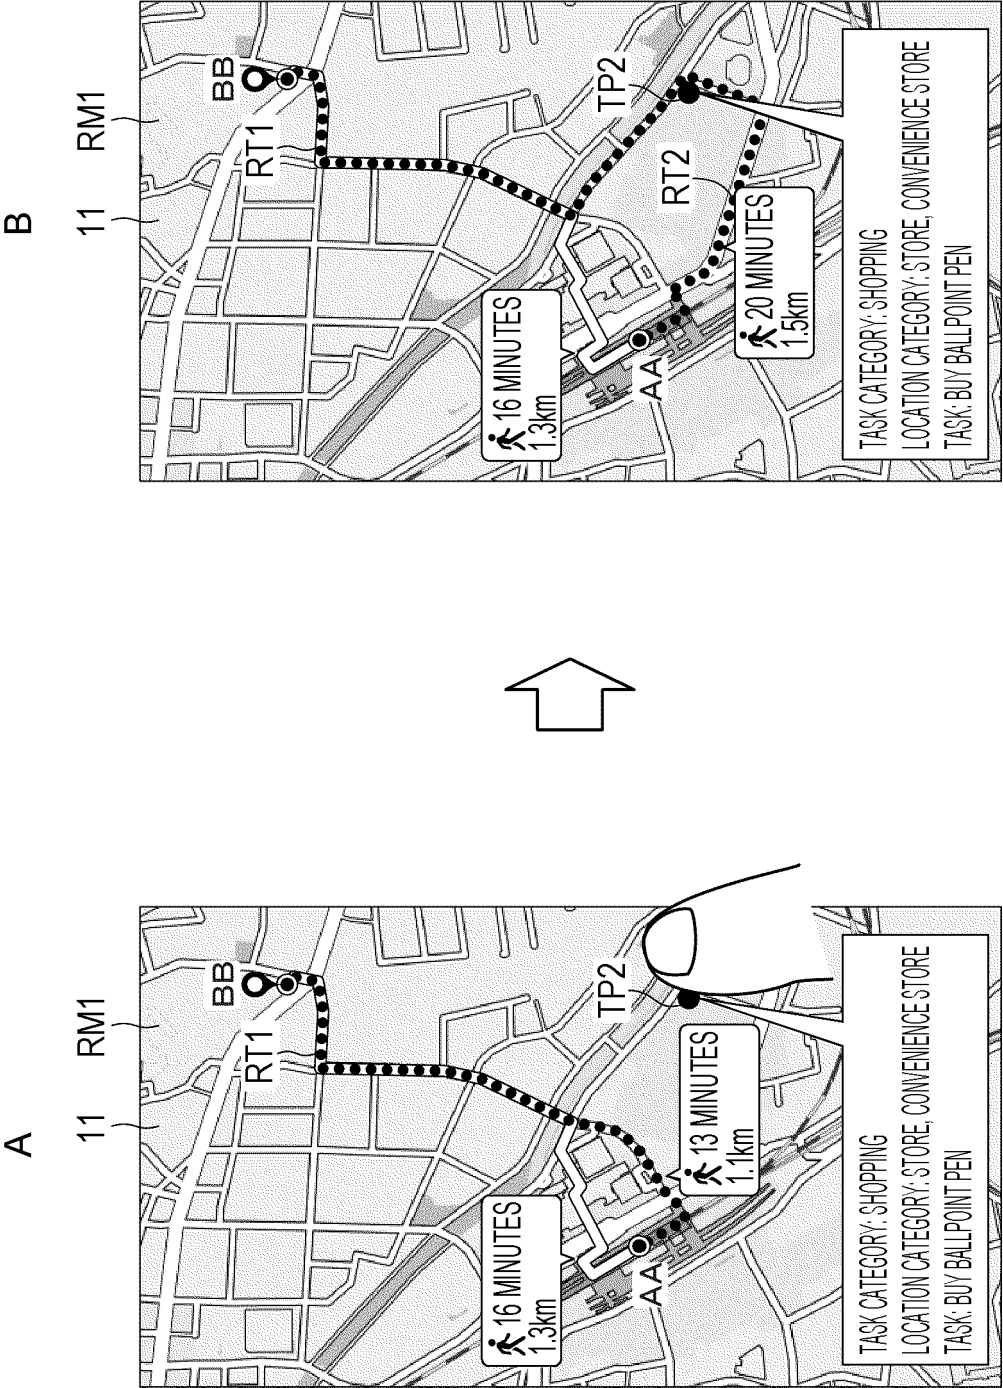 A
11
RM1
RT1
BB
16 MINUTES
1.3km
AA
13 MINUTES
1.1km
TP2
TASK CATEGORY: SHOPPING
LOCATION CATEGORY: STORE, CONVENIENCE STORE
TASK: BUY BALLPOINT PEN
B
11
RM1
RT1
BB
16 MINUTES
1.3km
AA
RT2
TP2
20 MINUTES
1.5km
TASK CATEGORY: SHOPPING
LOCATION CATEGORY: STORE, CONVENIENCE STORE
TASK: BUY BALLPOINT PEN